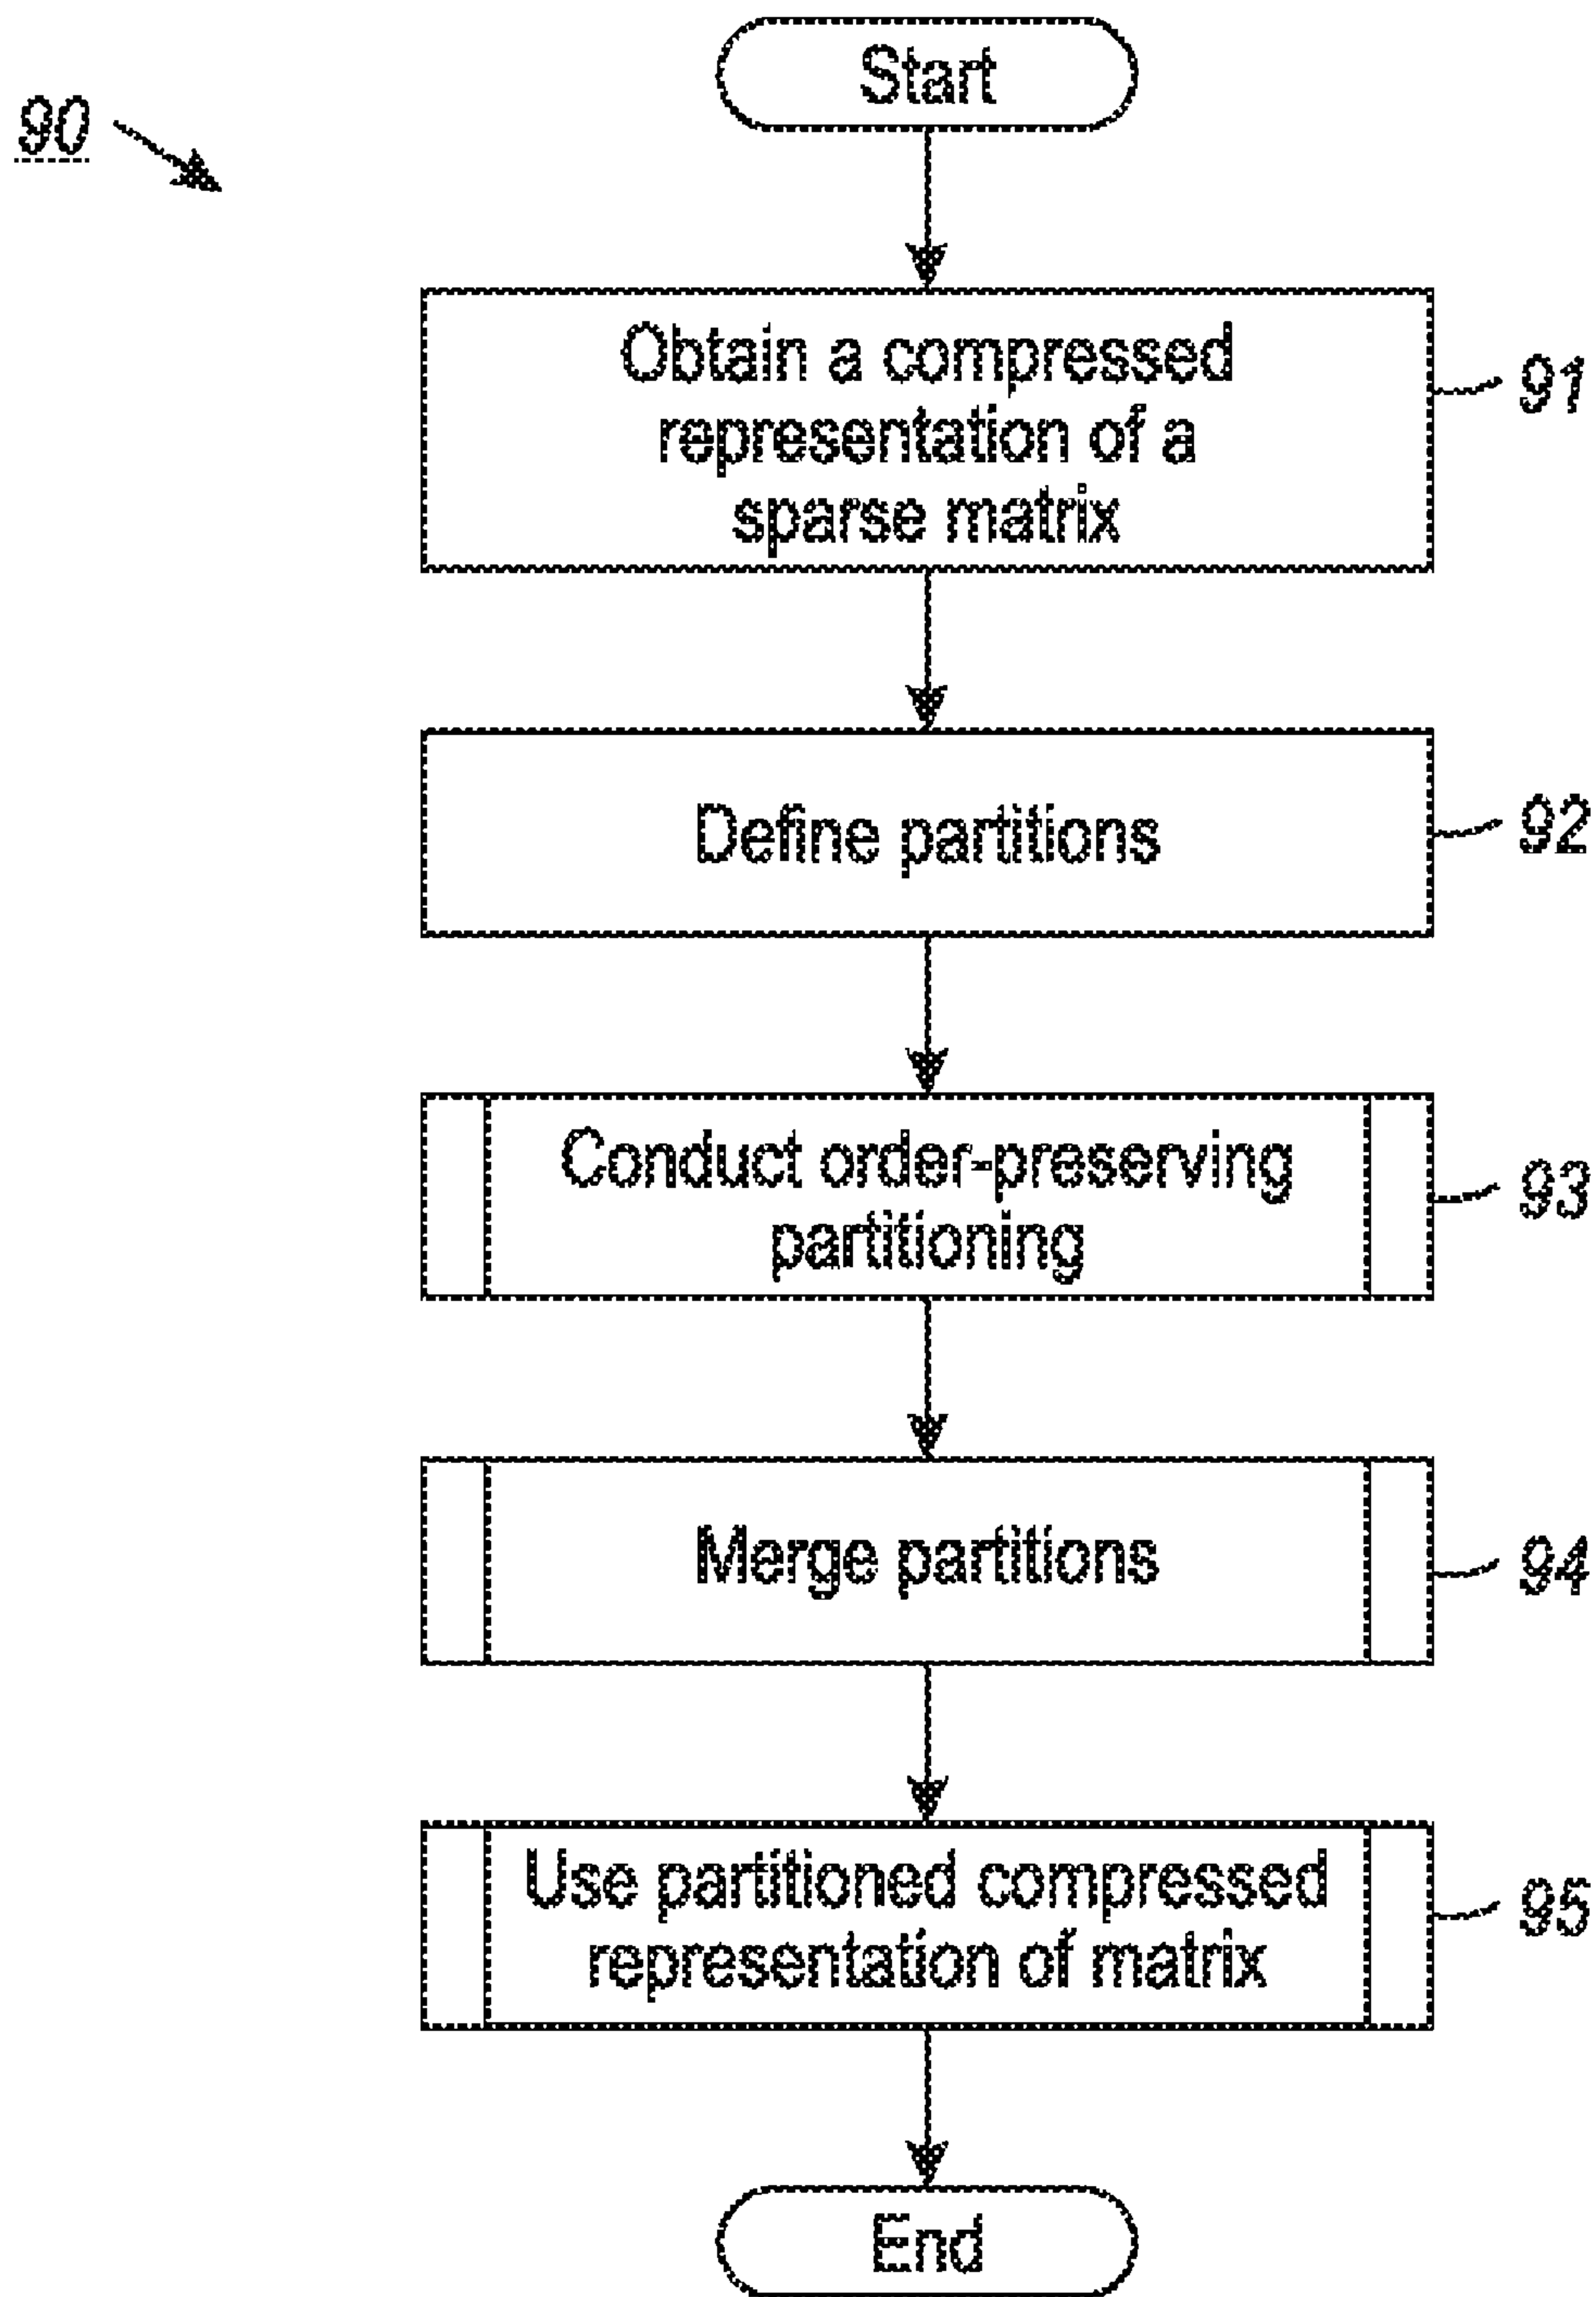 Start
90
Obtain a compressed
representation of a
sparse matrix
91
Define partitions
92
Conduct order-preserving
partitioning
93
Merge partitions
94
Use partitioned compressed
representation of matrix
95
End